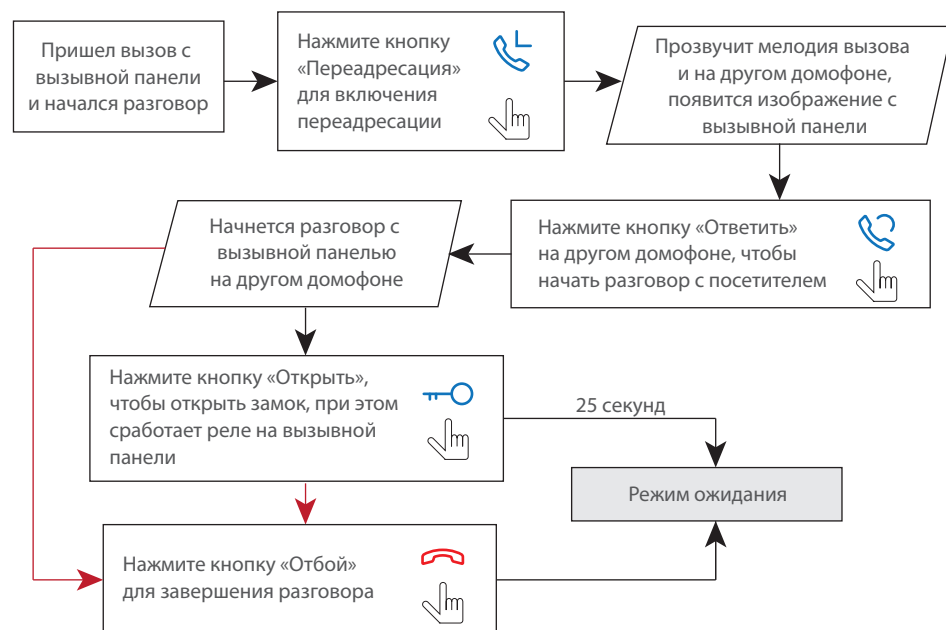 Пришел вызов с
вызывной панели
и начался разговор
Нажмите кнопку
«Переадресация»
для включения
переадресации
Прозвучит мелодия вызова
и на другом домофоне,
появится изображение с
вызывной панели
Нажмите кнопку «Ответить»
на другом домофоне, чтобы
начать разговор с посетителем
Начнется разговор с
вызывной панелью
на другом домофоне
Нажмите кнопку «Открыть»,
чтобы открыть замок, при этом
сработает реле на вызывной
панели
25 секунд
Режим ожидания
Нажмите кнопку «Отбой»
для завершения разговора